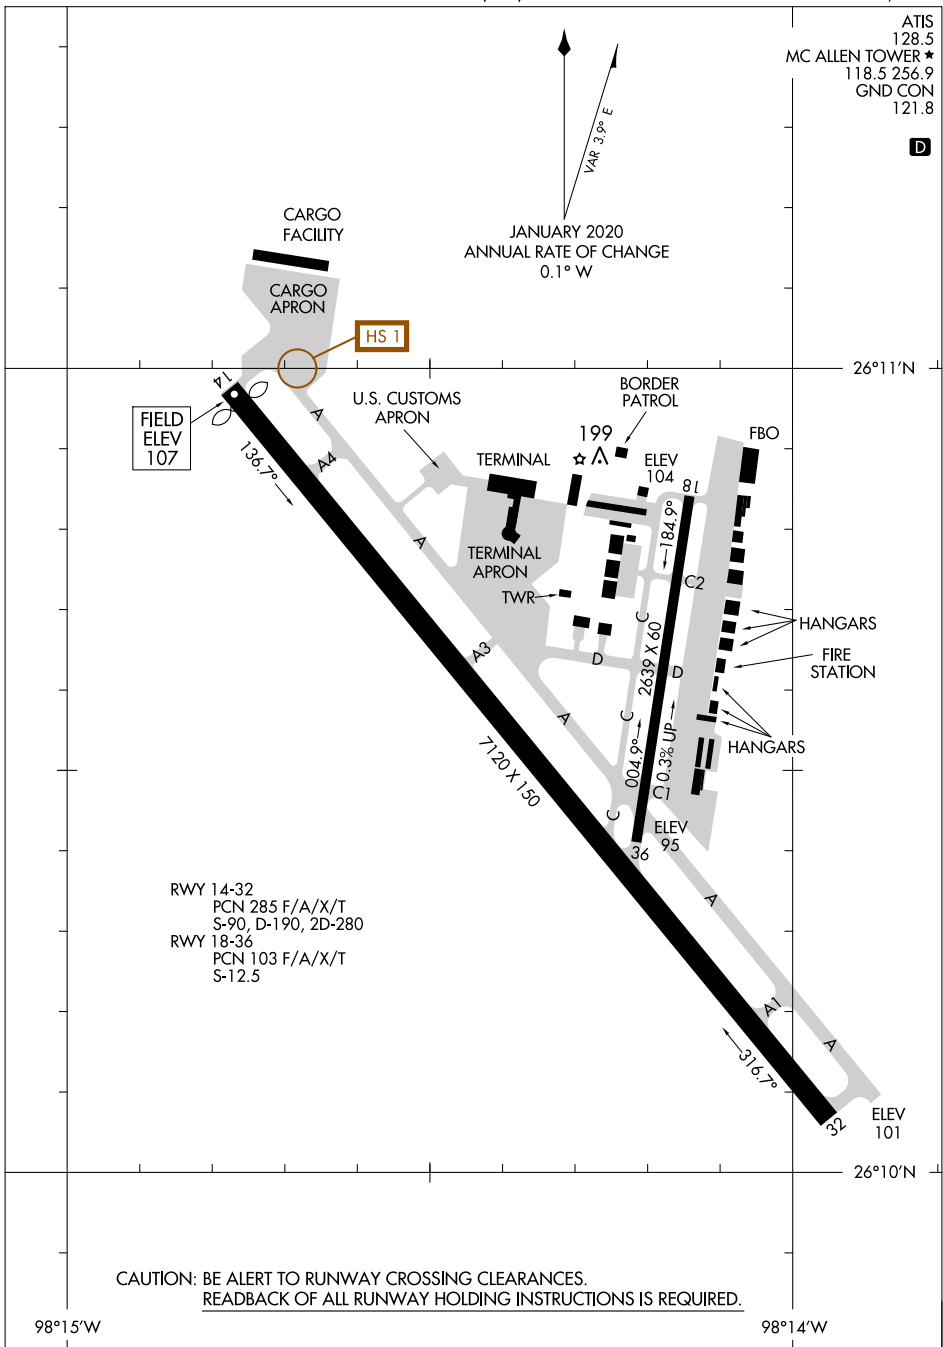 ATIS
128.5
MC ALLEN TOWER ★
118.5 256.9
GND CON
121.8
D
VAR 3.9° E
JANUARY 2020
ANNUAL RATE OF CHANGE
0.1° W
CARGO
FACILITY
CARGO
APRON
HS 1
26°11'N
14
FIELD
ELEV
107
136.7°
A
A4
U.S. CUSTOMS
APRON
BORDER
PATROL
199
FBO
TERMINAL
ELEV
104
18
184.9°
A
TERMINAL
APRON
TWR
C2
C
HANGARS
2639 X 60
A3
D
D
FIRE
STATION
A
C
HANGARS
7120 X 150
004.9°
0.3% UP
C1
C
ELEV
95
36
RWY 14-32
PCN 285 F/A/X/T
S-90, D-190, 2D-280
RWY 18-36
PCN 103 F/A/X/T
S-12.5
A
A1
A
316.7°
32
ELEV
101
26°10'N
CAUTION: BE ALERT TO RUNWAY CROSSING CLEARANCES.
READBACK OF ALL RUNWAY HOLDING INSTRUCTIONS IS REQUIRED.
98°15'W
98°14'W